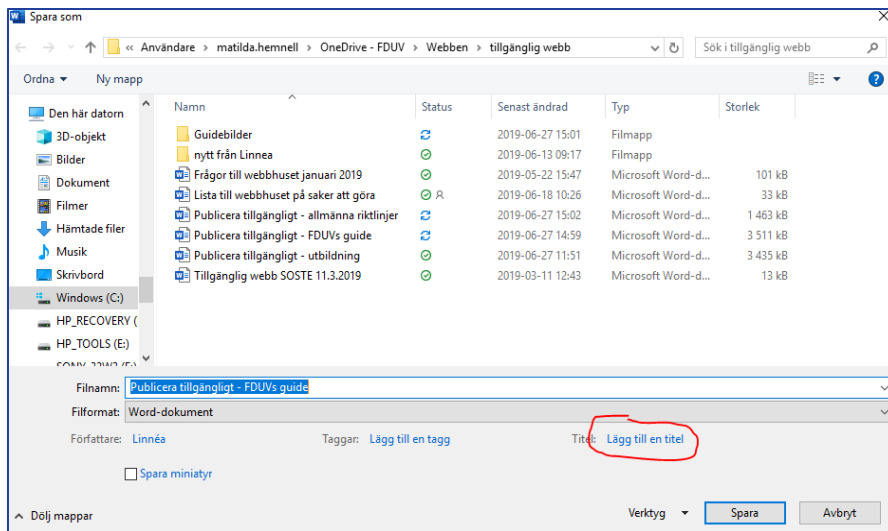 Spara som
« Användare › matilda.hemnell › OneDrive - FDUV › Webben › tillgänglig webb
Sök i tillgänglig webb
Ordna Ny mapp
Namn Status Senast ändrad Typ Storlek
Den här datorn
3D-objekt
Bilder
Dokument
Filmer
Hämtade filer
Musik
Skrivbord
Windows (C:)
HP_RECOVERY (
HP_TOOLS (E:)
Guidebilder 2019-06-27 15:01 Filmapp
nytt från Linnea 2019-06-13 09:17 Filmapp
Frågor till webbhuset januari 2019 2019-05-22 15:47 Microsoft Word-d... 101 kB
Lista till webbhuset på saker att göra 2019-06-18 10:26 Microsoft Word-d... 33 kB
Publicera tillgängligt - allmänna riktlinjer 2019-06-27 15:02 Microsoft Word-d... 1 463 kB
Publicera tillgängligt - FDUVs guide 2019-06-27 14:59 Microsoft Word-d... 3 511 kB
Publicera tillgängligt - utbildning 2019-06-27 11:51 Microsoft Word-d... 3 435 kB
Tillgänglig webb SOSTE 11.3.2019 2019-03-11 12:43 Microsoft Word-d... 13 kB
Filnamn: Publicera tillgängligt - FDUVs guide
Filformat: Word-dokument
Författare: Linnéa Taggar: Lägg till en tagg Titel: Lägg till en titel
Spara miniatyr
Dölj mappar Verktyg Spara Avbryt